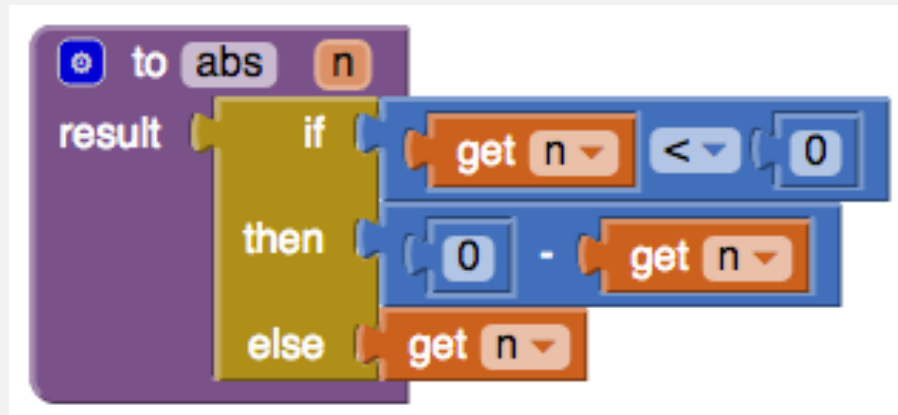 to abs n
result if get n < 0
then 0 - get n
else get n